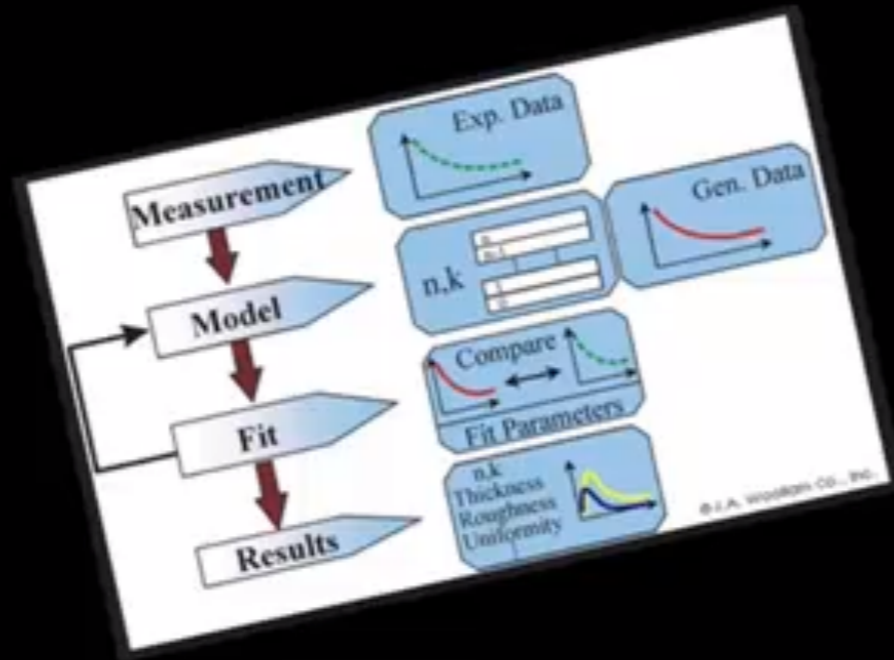 Measurement
Exp. Data
Model
n,k
Gen. Data
Fit
Compare
Fit Parameters
Results
n,k
Thickness
Roughness
Uniformity
©J.A. Woollam Co., Inc.